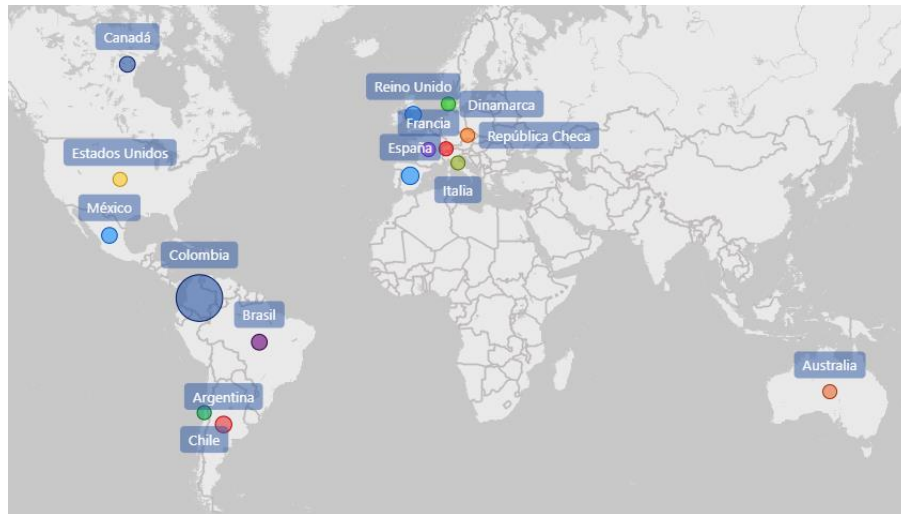 Canadá
Reino Unido
Dinamarca
Francia
República Checa
España
Estados Unidos
Italia
México
Colombia
Brasil
Australia
Argentina
Chile